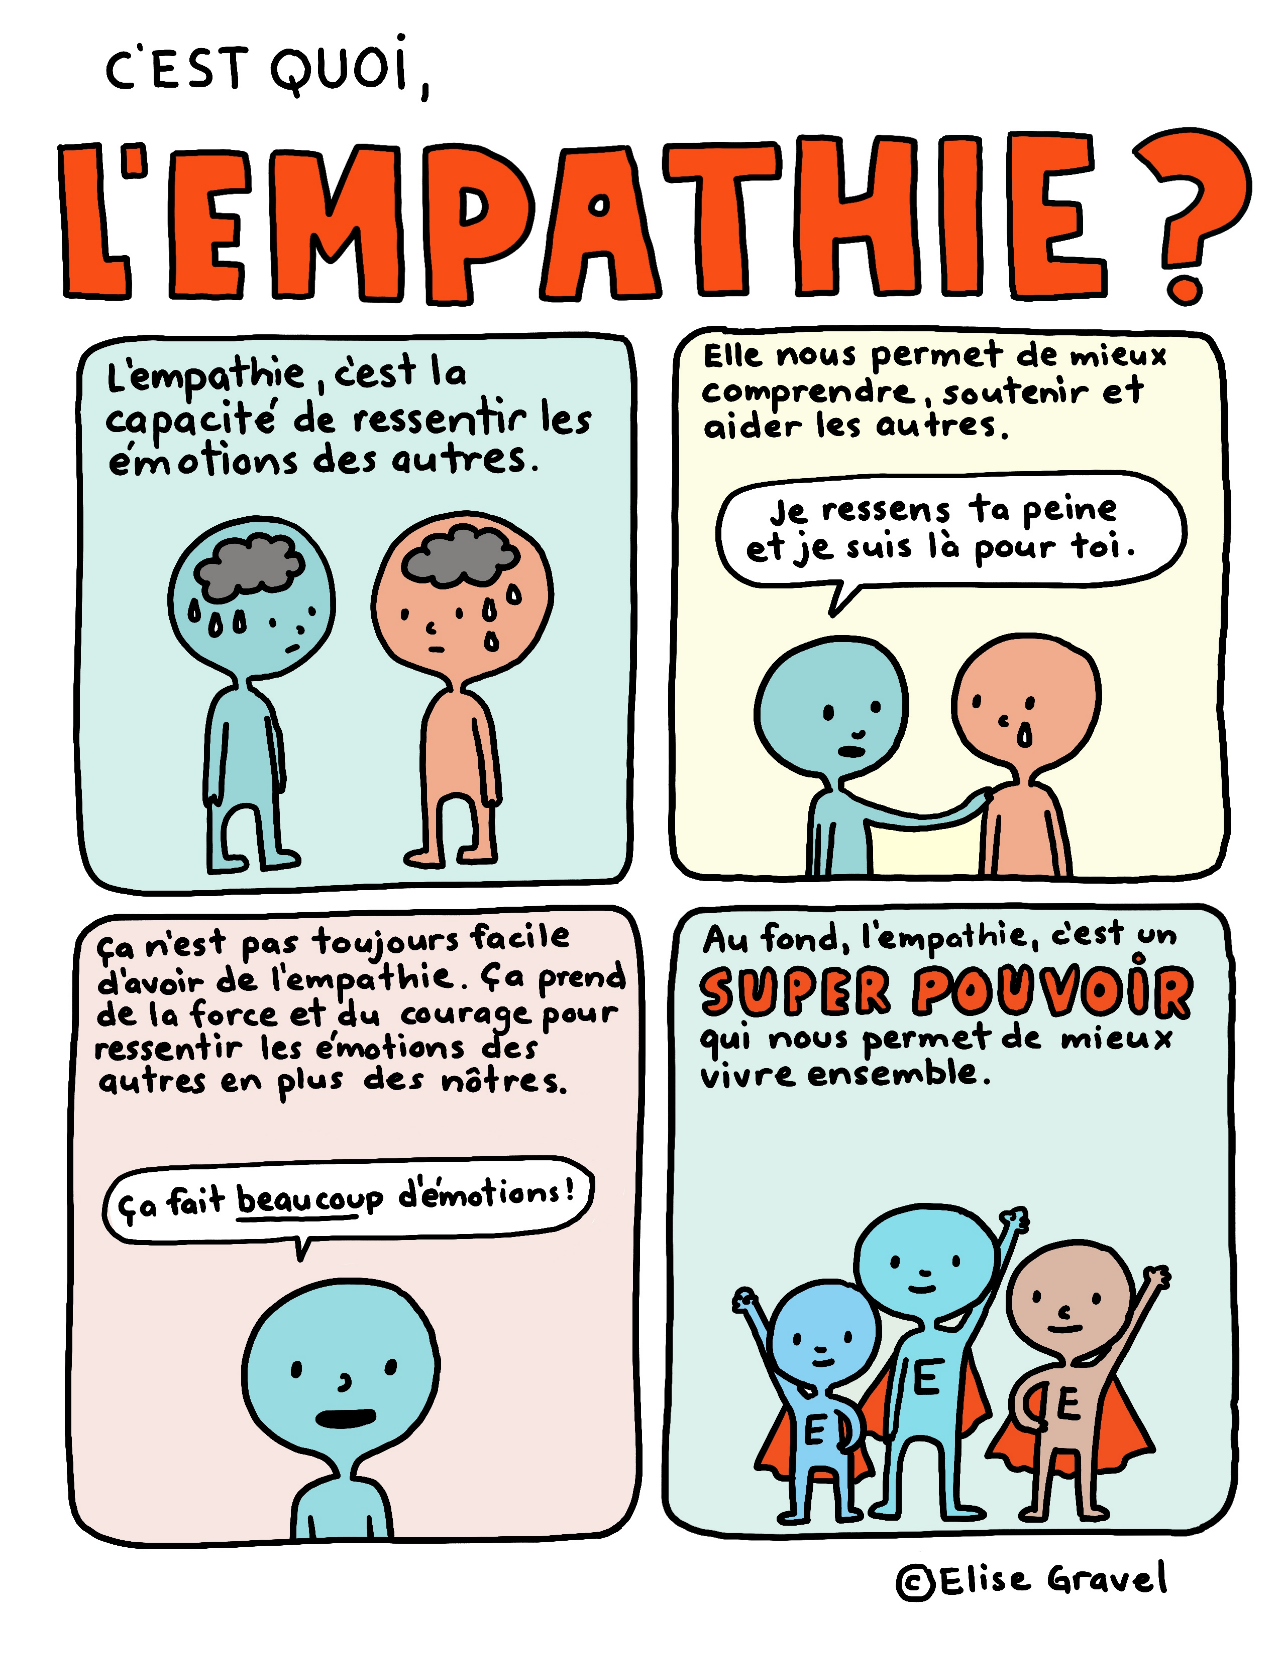 C'EST QUOI,
L'EMPATHIE?
L'empathie, c'est la
capacité de ressentir les
émotions des autres.
Elle nous permet de mieux
comprendre, soutenir et
aider les autres.
Je ressens ta peine
et je suis là pour toi.
Ça n'est pas toujours facile
d'avoir de l'empathie. Ça prend
de la force et du courage pour
ressentir les émotions des
autres en plus des nôtres.
Ça fait beaucoup d'émotions!
Au fond, l'empathie, c'est un
SUPER POUVOIR
qui nous permet de mieux
vivre ensemble.
E
E
E
©Elise Gravel